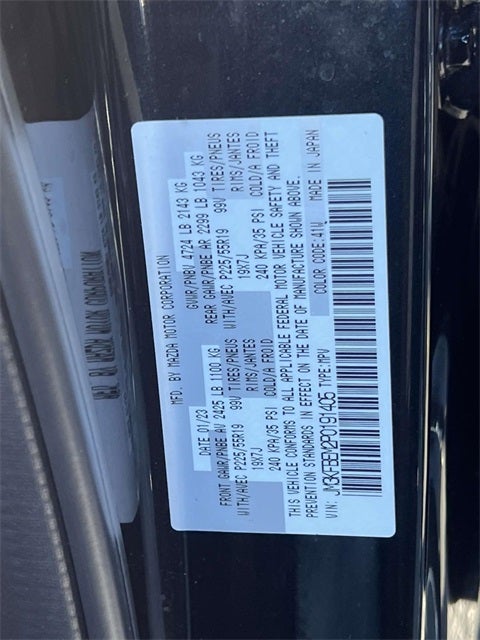 MFD. BY MAZDA MOTOR CORPORATION
DATE 01/23 GVWR/PNBV 4724 LB 2143 KG
FRONT GAWR/PNBE AV 2425 LB 1100 KG REAR GAWR/PNBE AR 2299 LB 1043 KG
WITH/AVEC P225/55R19 99V TIRES/PNEUS WITH/AVEC P225/55R19 99V TIRES/PNEUS
19X7J RIMS/JANTES 19X7J RIMS/JANTES
240 KPA/35 PSI COLD/A FROID 240 KPA/35 PSI COLD/A FROID
THIS VEHICLE CONFORMS TO ALL APPLICABLE FEDERAL MOTOR VEHICLE SAFETY AND THEFT
PREVENTION STANDARDS IN EFFECT ON THE DATE OF MANUFACTURE SHOWN ABOVE.
VIN: JM3KFBEM2P0191405 TYPE:MPV COLOR CODE:41W MADE IN JAPAN